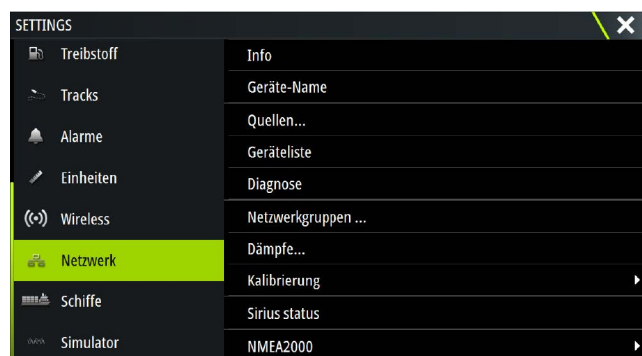 SETTINGS
Treibstoff
Tracks
Alarme
Einheiten
Wireless
Netzwerk
Schiffe
Simulator
Info
Geräte-Name
Quellen...
Geräteliste
Diagnose
Netzwerkgruppen ...
Dämpfe...
Kalibrierung
Sirius status
NMEA2000